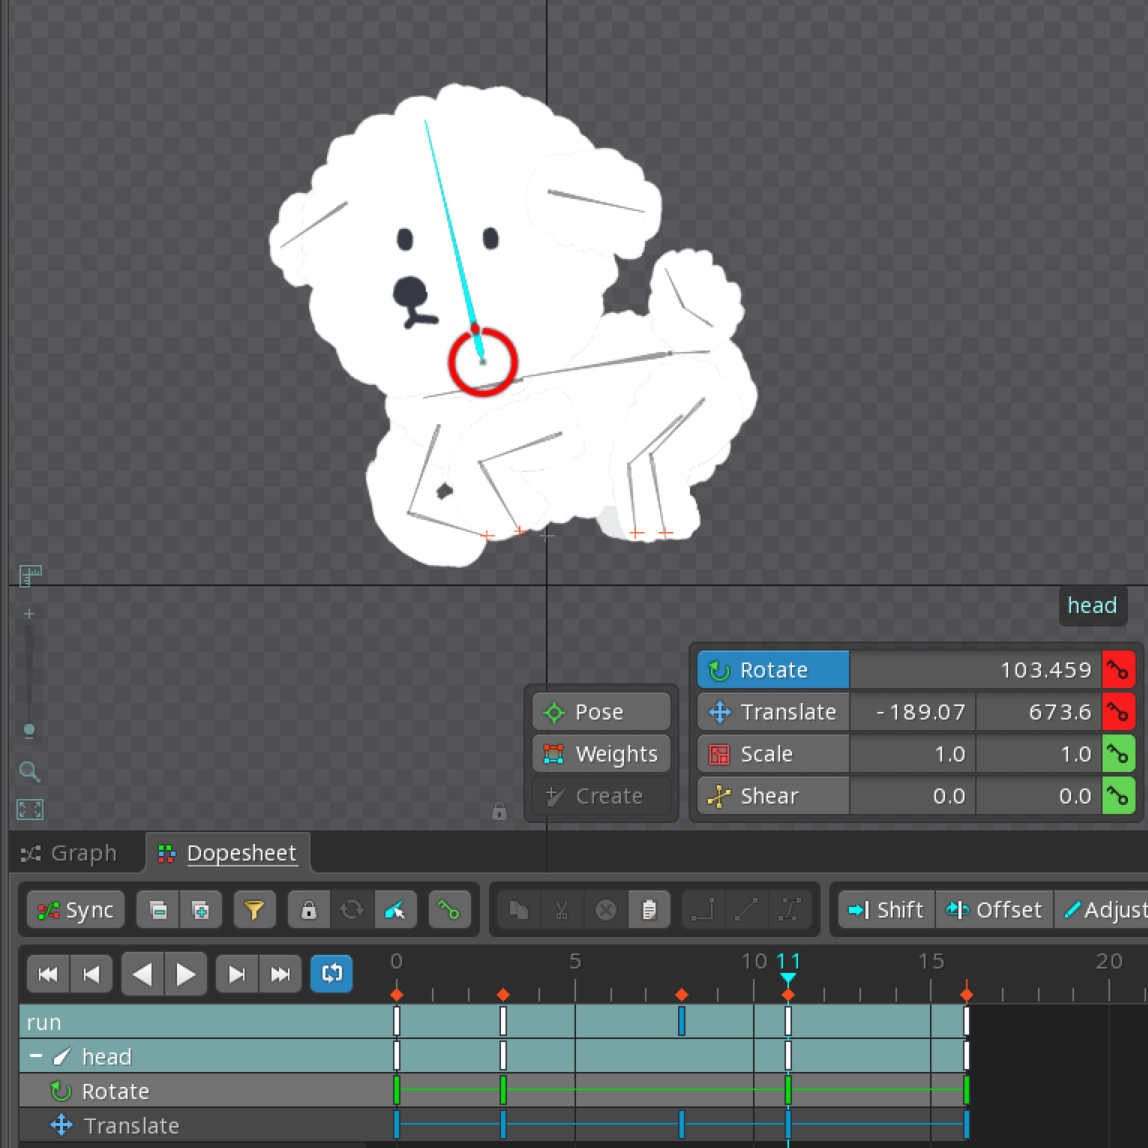 head
Rotate 103.459
Pose Translate -189.07 673.6
Weights Scale 1.0 1.0
Create Shear 0.0 0.0
Graph Dopesheet
Sync Shift Offset Adjust
0 5 10 11 15 20
run
head
Rotate
Translate